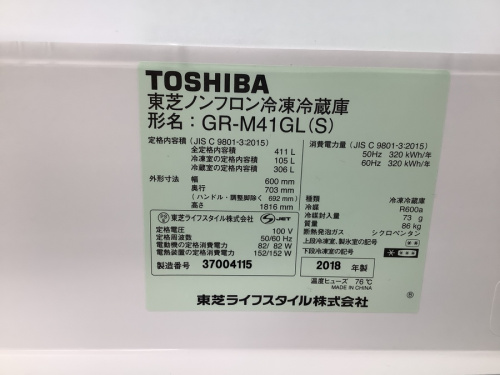 TOSHIBA
東芝ノンフロン冷凍冷蔵庫
形名：GR-M41GL(S)
定格内容積 (JIS C 9801-3:2015)
全定格内容積 411 L
冷凍室の定格内容積 105 L
冷蔵室の定格内容積 306 L
外形寸法 幅 600 mm
奥行 703 mm
(ハンドル・調整脚除く 692 mm)
高さ 1816 mm
東芝ライフスタイル株式会社 S JET
定格電圧 100 V
定格周波数 50/60 Hz
電動機の定格消費電力 82/ 82 W
電熱装置の定格消費電力 152/152 W
製造番号 37004115
消費電力量 (JIS C 9801-3:2015)
50Hz 320 kWh/年
60Hz 320 kWh/年
種類 冷凍冷蔵庫
冷媒 R600a
冷媒封入量 73 g
質量 86 kg
断熱発泡ガス シクロペンタン
上段冷凍室､製氷室の記号
下段冷凍室の記号
2018 年製
温度ヒューズ 76 ℃
MADE IN CHINA
東芝ライフスタイル株式会社